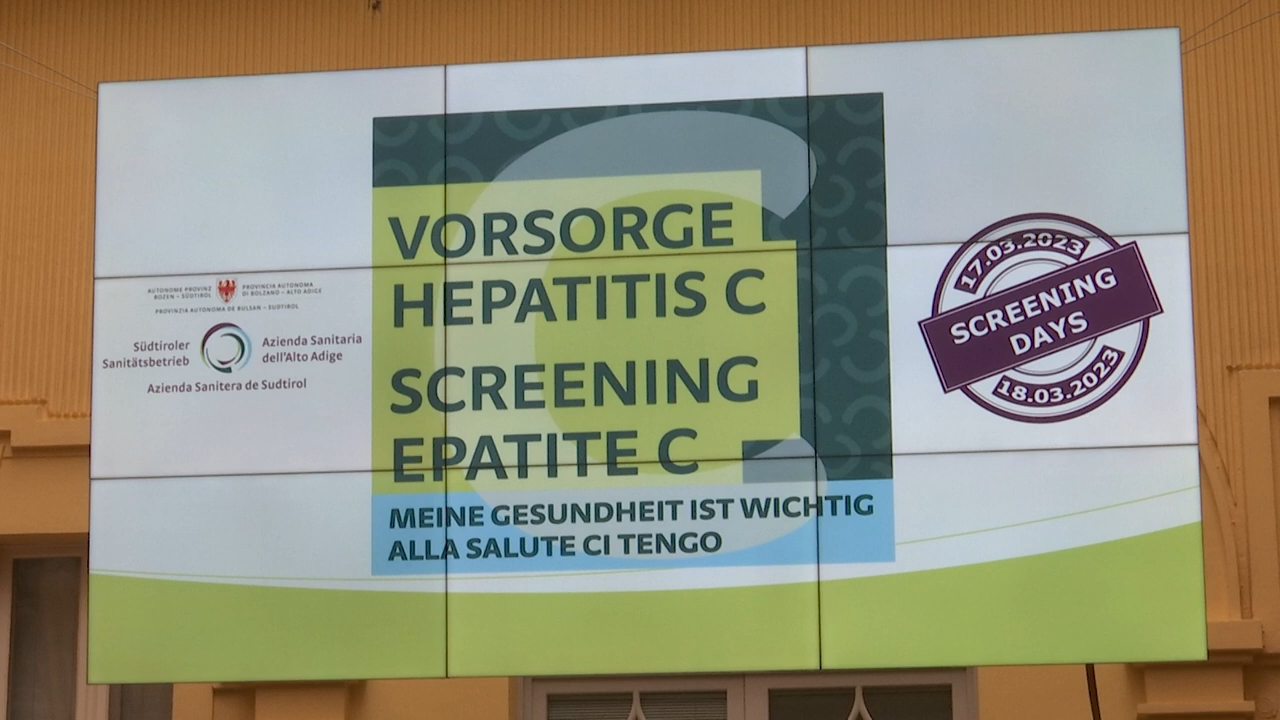 AUTONOME PROVINZ
BOZEN – SÜDTIROL
PROVINCIA AUTONOMA
DI BOLZANO – ALTO ADIGE
PROVINZIA AUTONOMA DE BULSAN – SUDTIROL
Südtiroler
Sanitätsbetrieb
Azienda Sanitaria
dell'Alto Adige
Azienda Sanitera de Sudtirol
VORSORGE
HEPATITIS C
SCREENING
EPATITE C
MEINE GESUNDHEIT IST WICHTIG
ALLA SALUTE CI TENGO
17.03.2023
SCREENING
DAYS
18.03.2023